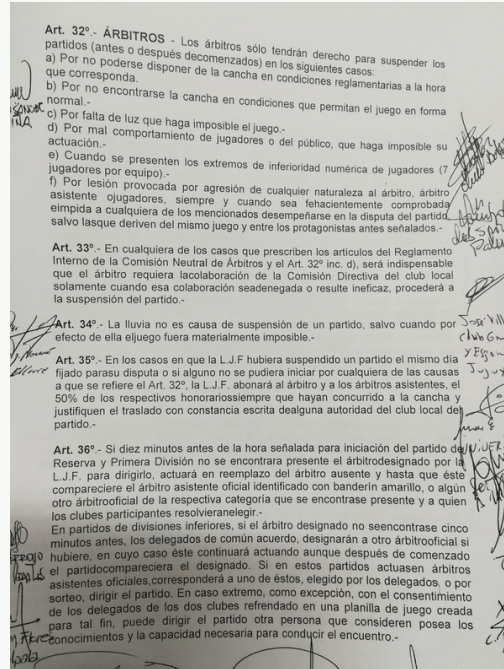 Art. 32º.- ÁRBITROS - Los árbitros sólo tendrán derecho para suspender los
partidos (antes o después decomenzados) en los siguientes casos:
a) Por no poderse disponer de la cancha en condiciones reglamentarias a la hora
que corresponda.
b) Por no encontrarse la cancha en condiciones que permitan el juego en forma
normal.-
c) Por falta de luz que haga imposible el juego.-
d) Por mal comportamiento de jugadores o del público, que haga imposible su
actuación.-
e) Cuando se presenten los extremos de inferioridad numérica de jugadores (7
jugadores por equipo).-
f) Por lesión provocada por agresión de cualquier naturaleza al árbitro, árbitro
asistente ojugadores, siempre y cuando sea fehacientemente comprobada
eimpida a cualquiera de los mencionados desempeñarse en la disputa del partido,
salvo lasque deriven del mismo juego y entre los protagonistas antes señalados.-
Art. 33º.- En cualquiera de los casos que prescriben los articulos del Reglamento
Interno de la Comisión Neutral de Árbitros y el Art. 32º inc. d), será indispensable
que el árbitro requiera lacolaboración de la Comisión Directiva del club local
solamente cuando esa colaboración seadenegada o resulte ineficaz, procederá a
la suspensión del partido.-
Art. 34º.- La lluvia no es causa de suspensión de un partido, salvo cuando por
efecto de ella eljuego fuera materialmente imposible.-
Art. 35º.- En los casos en que la L.J.F hubiera suspendido un partido el mismo día
fijado parasu disputa o si alguno no se pudiera iniciar por cualquiera de las causas
a que se refiere el Art. 32º, la L.J.F. abonará al árbitro y a los árbitros asistentes, el
50% de los respectivos honorariossiempre que hayan concurrido a la cancha y
justifiquen el traslado con constancia escrita dealguna autoridad del club local del
partido.-
Art. 36º.- Si diez minutos antes de la hora señalada para iniciación del partido de
Reserva y Primera División no se encontrara presente el árbitrodesignado por la
L.J.F. para dirigirlo, actuará en reemplazo del árbitro ausente y hasta que éste
compareciere el árbitro asistente oficial identificado con banderín amarillo, o algún
otro árbitrooficial de la respectiva categoría que se encontrase presente y a quien
los clubes participantes resolvieranelegir.-
En partidos de divisiones inferiores, si el árbitro designado no seencontrase cinco
minutos antes, los delegados de común acuerdo, designarán a otro árbitrooficial si
hubiere, en cuyo caso éste continuará actuando aunque después de comenzado
el partidocompareciera el designado. Si en estos partidos actuasen árbitros
asistentes oficiales,corresponderá a uno de éstos, elegido por los delegados, o por
sorteo, dirigir el partido. En caso extremo, como excepción, con el consentimiento
de los delegados de los dos clubes refrendado en una planilla de juego creada
para tal fin, puede dirigir el partido otra persona que consideren posea los
conocimientos y la capacidad necesaria para conducir el encuentro.-